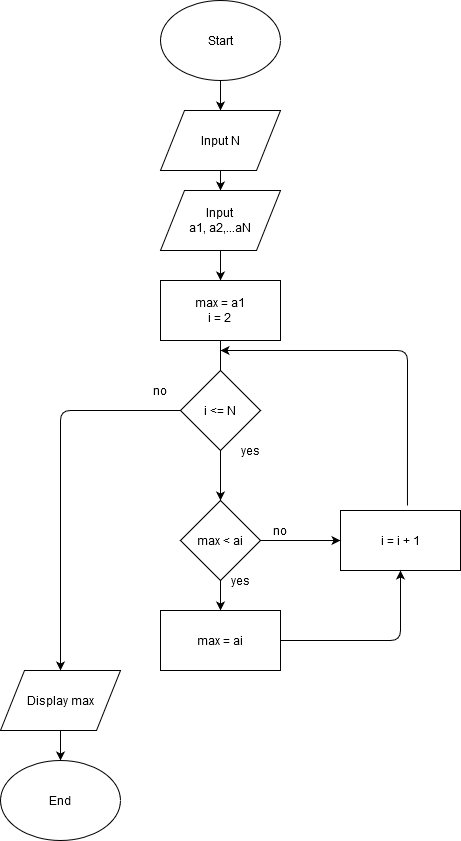 Start
Input N
Input
a1, a2,...aN
max = a1
i = 2
no
i <= N
yes
max < ai
no
i = i + 1
yes
max = ai
Display max
End